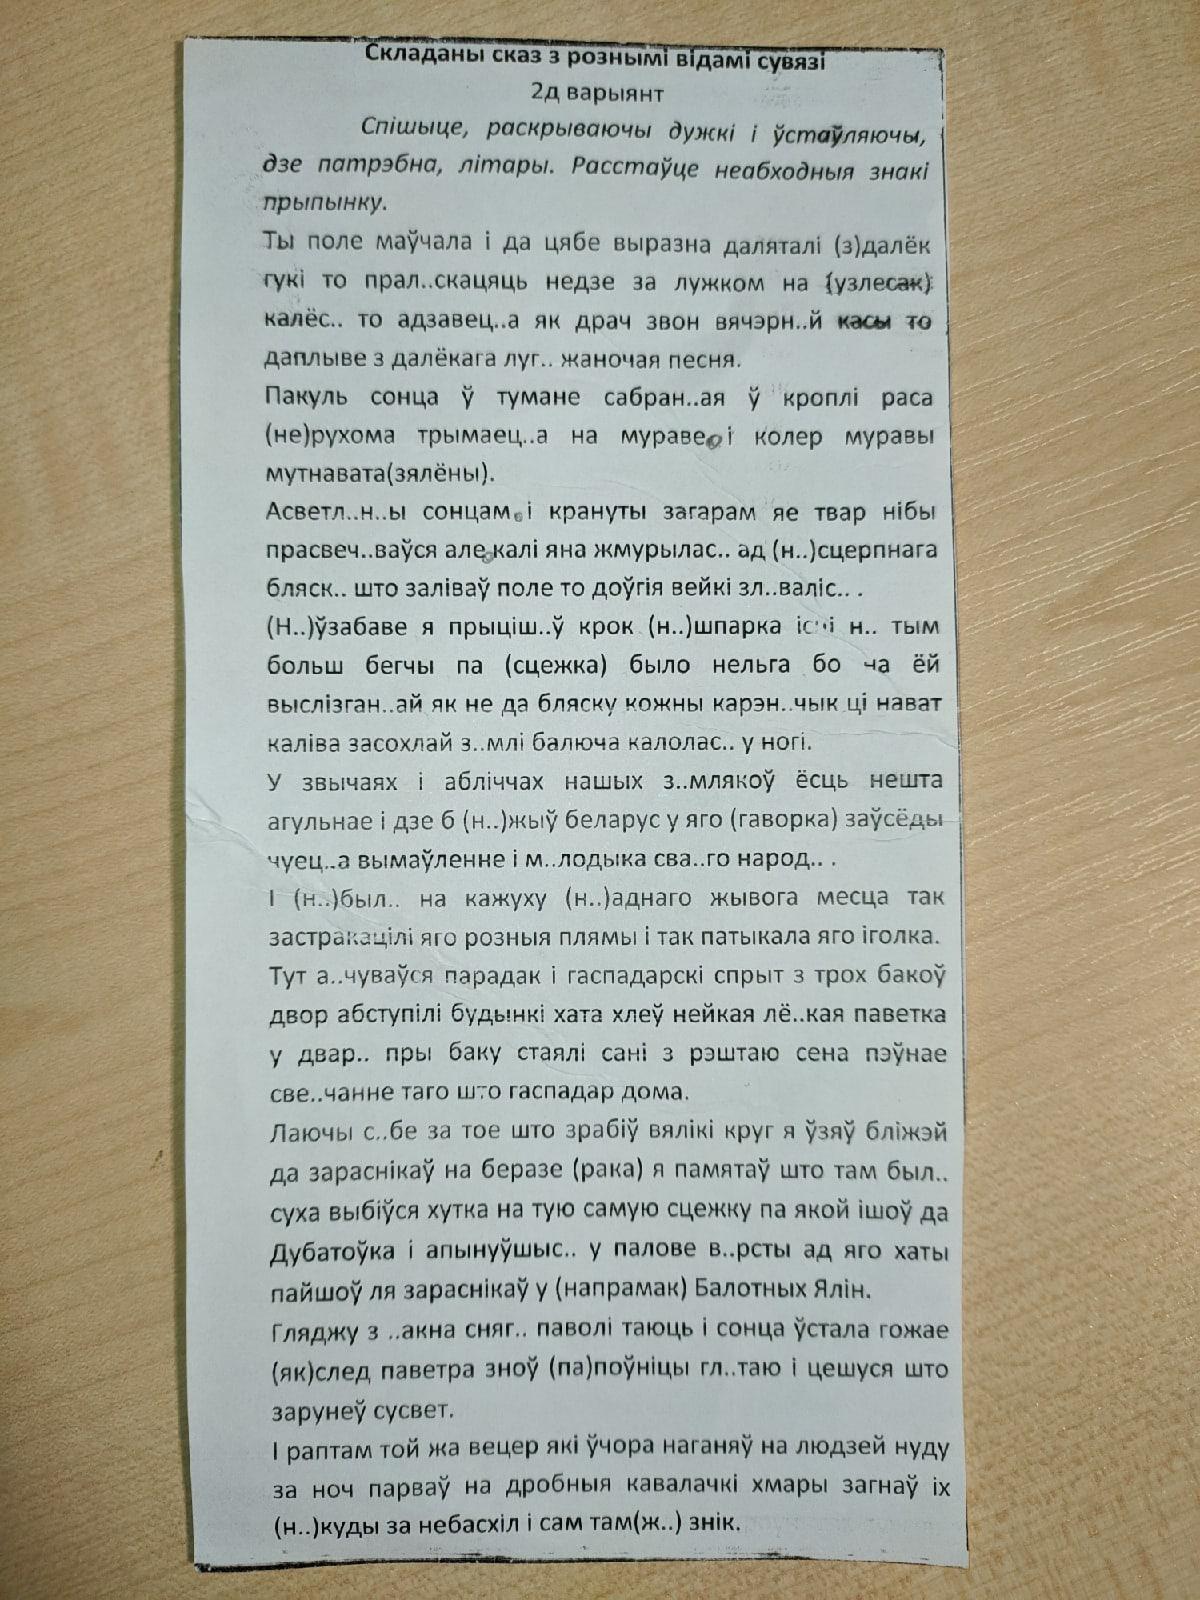 Складаны сказ з рознымі відамі сувязі
2д варыянт
Спішыце, раскрываючы дужкі і ўстаўляючы,
дзе патрэбна, літары. Расстаўце неабходныя знакі
прыпынку.
Ты поле маўчала і да цябе выразна даляталі (з)далёк
гукі то прал..скацяць недзе за лужком на (узлесак)
калёс.. то адзавец..а як драч звон вячэрн..й касы то
даплыве з далёкага луг.. жаночая песня.
Пакуль сонца ў тумане сабран..ая ў кроплі раса
(не)рухома трымаец..а на мураве і колер муравы
мутнавата(зялёны).
Асветл..н..ы сонцам і крануты загарам яе твар нібы
прасвеч..ваўся але калі яна жмурылас.. ад (н..)сцерпнага
бляск.. што заліваў поле то доўгія вейкі зл..валіс.. .
(Н..)ўзабаве я прыціш..ў крок (н..)шпарка ісці н.. тым
больш бегчы па (сцежка) было нельга бо на ёй
выслізган..ай як не да бляску кожны карэн..чык ці нават
каліва засохлай з..млі балюча калолас.. у ногі.
У звычаях і абліччах нашых з..млякоў ёсць нешта
агульнае і дзе б (н..)жыў беларус у яго (гаворка) заўсёды
чуец..а вымаўленне і м..лодыка сва..го народ.. .
І (н..)был.. на кажуху (н..)аднаго жывога месца так
застракацілі яго розныя плямы і так патыкала яго іголка.
Тут а..чуваўся парадак і гаспадарскі спрыт з трох бакоў
двор абступілі будынкі хата хлеў нейкая лё..кая паветка
у двар.. пры баку стаялі сані з рэштаю сена пэўнае
све..чанне таго што гаспадар дома.
Лаючы с..бе за тое што зрабіў вялікі круг я ўзяў бліжэй
да зараснікаў на беразе (рака) я памятаў што там был..
суха выбіўся хутка на тую самую сцежку па якой ішоў да
Дубатоўка і апынуўшыс.. у палове в..рсты ад яго хаты
пайшоў ля зараснікаў у (напрамак) Балотных Ялін.
Гляджу з ..акна сняг.. паволі таюць і сонца ўстала гожае
(як)след паветра зноў (па)поўніцы гл..таю і цешуся што
зарунеў сусвет.
І раптам той жа вецер які ўчора наганяў на людзей нуду
за ноч парваў на дробныя кавалачкі хмары загнаў іх
(н..)куды за небасхіл і сам там(ж..) знік.